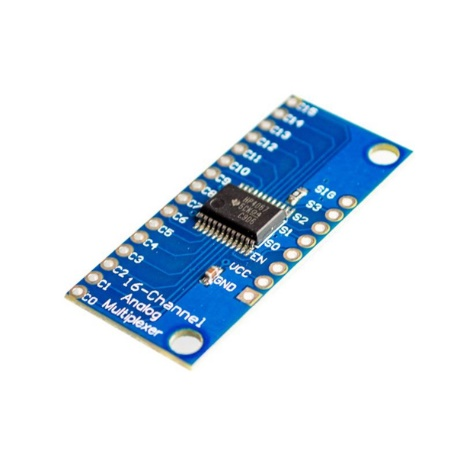 C15
C14
C13
C12
C11
C10
C9
C8
C7
C6
C5
C4
C3
C2
C1
C0
SIG
S3
S2
S1
S0
EN
VCC
GND
HP4067
16-Channel
Analog
Multiplexer